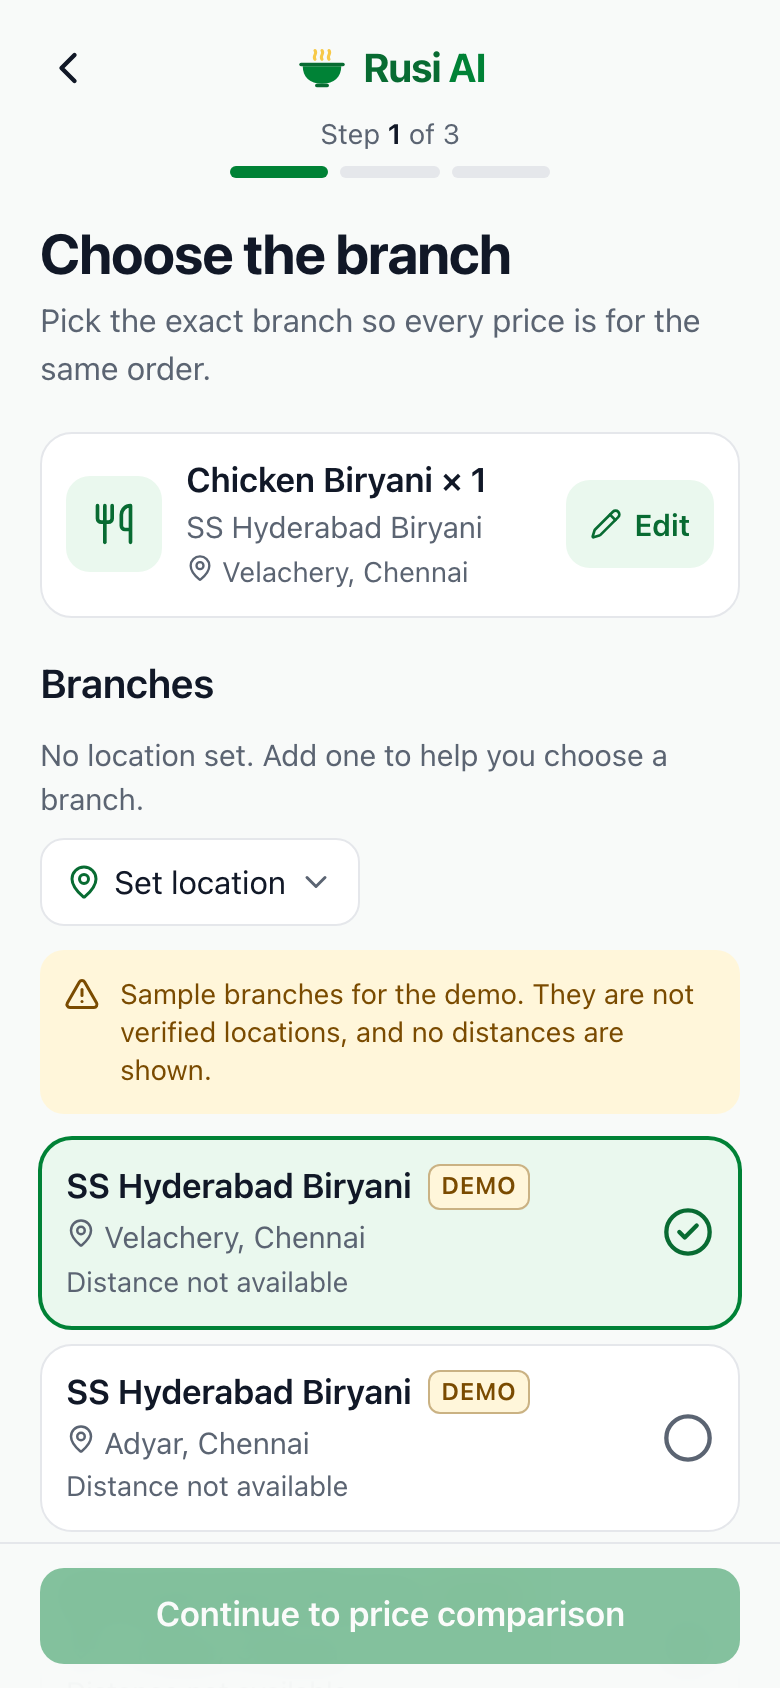 Rusi AI
Step 1 of 3
Choose the branch
Pick the exact branch so every price is for the
same order.
Chicken Biryani × 1
SS Hyderabad Biryani
Velachery, Chennai
Edit
Branches
No location set. Add one to help you choose a
branch.
Set location
Sample branches for the demo. They are not
verified locations, and no distances are
shown.
SS Hyderabad Biryani DEMO
Velachery, Chennai
Distance not available
SS Hyderabad Biryani DEMO
Adyar, Chennai
Distance not available
Continue to price comparison